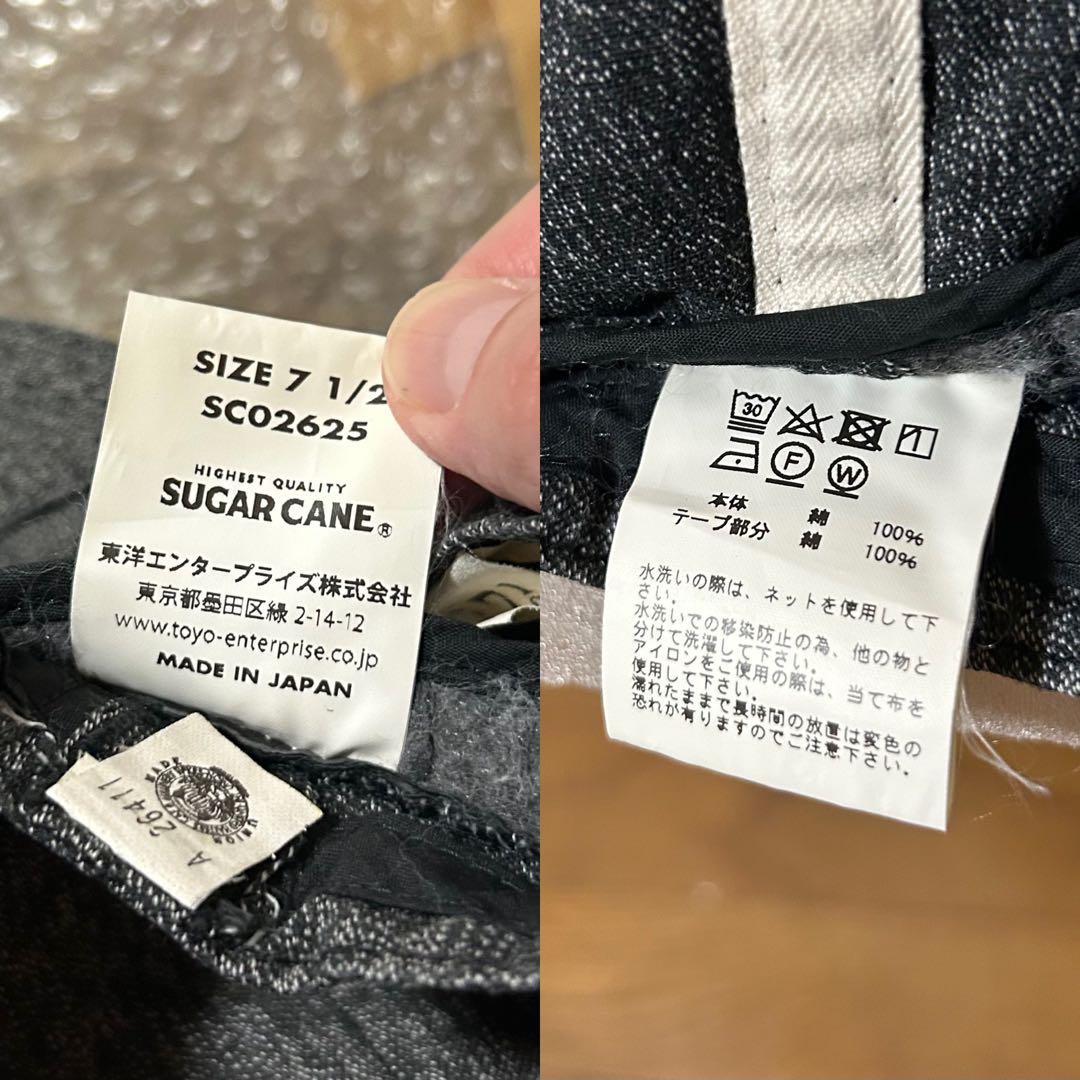 SIZE 7 1/2
SC02625
HIGHEST QUALITY
SUGAR CANE®
東洋エンタープライズ株式会社
東京都墨田区緑 2-14-12
www.toyo-enterprise.co.jp
MADE IN JAPAN
UNION MADE
A 26411
30
F W
本体 綿 100%
テープ部分 綿 100%
水洗いの際は、ネットを使用して下
さい。
水洗いでの移染防止の為、他の物と
分けて洗濯して下さい。
アイロンをご使用の際は、当て布を
使用して下さい。
濡れたままで長時間の放置は変色の
恐れが有りますのでご注意下さい。